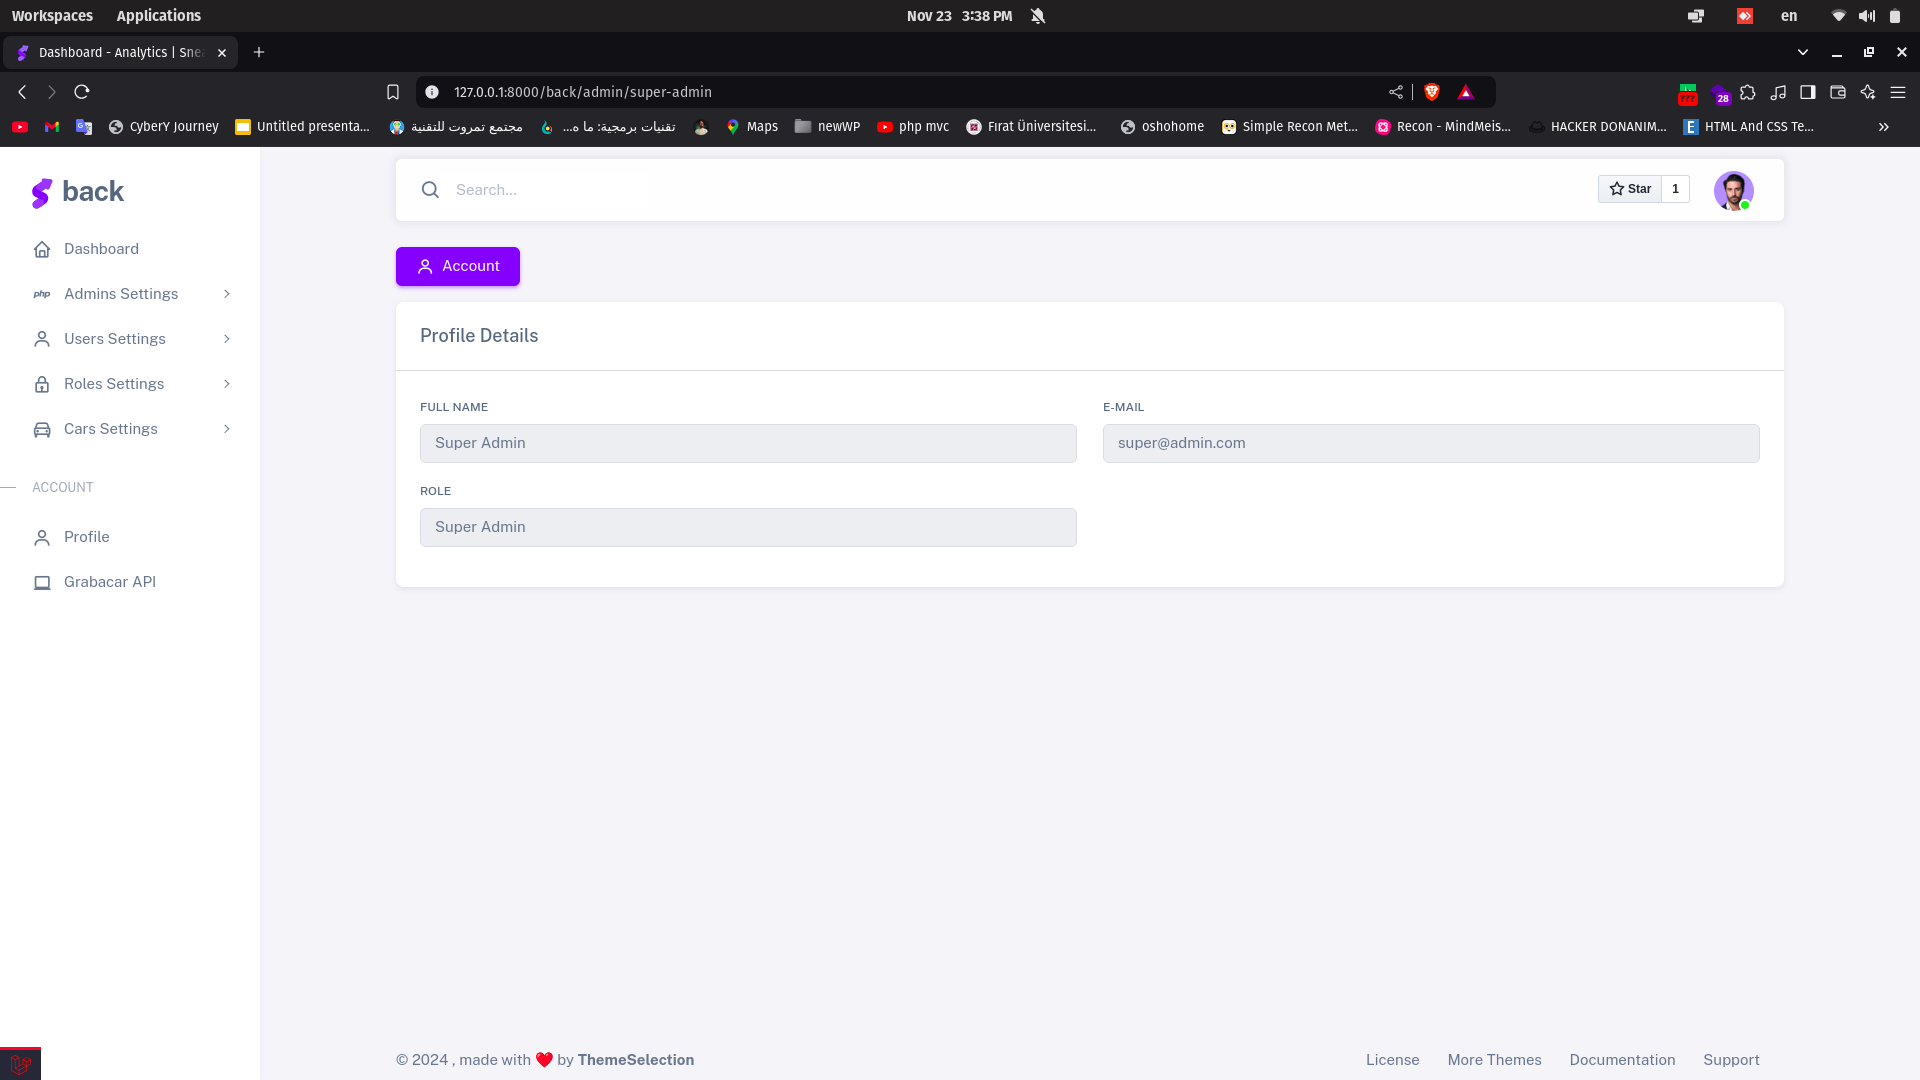 Workspaces Applications Nov 23 3:38 PM en
Dashboard - Analytics | Sne
127.0.0.1:8000/back/admin/super-admin 28
CyberY Journey Untitled presenta... مجتمع تمروت للتقنية تقنيات برمجية: ما ه... Maps newWP php mvc Fırat Üniversitesi... oshohome Simple Recon Met... Recon - MindMeis... HACKER DONANIM... HTML And CSS Te...
back
Search...
Star 1
Dashboard
Admins Settings
Users Settings
Roles Settings
Cars Settings
ACCOUNT
Profile
Grabacar API
Account
Profile Details
FULL NAME E-MAIL
Super Admin super@admin.com
ROLE
Super Admin
© 2024 , made with ❤️ by ThemeSelection License More Themes Documentation Support